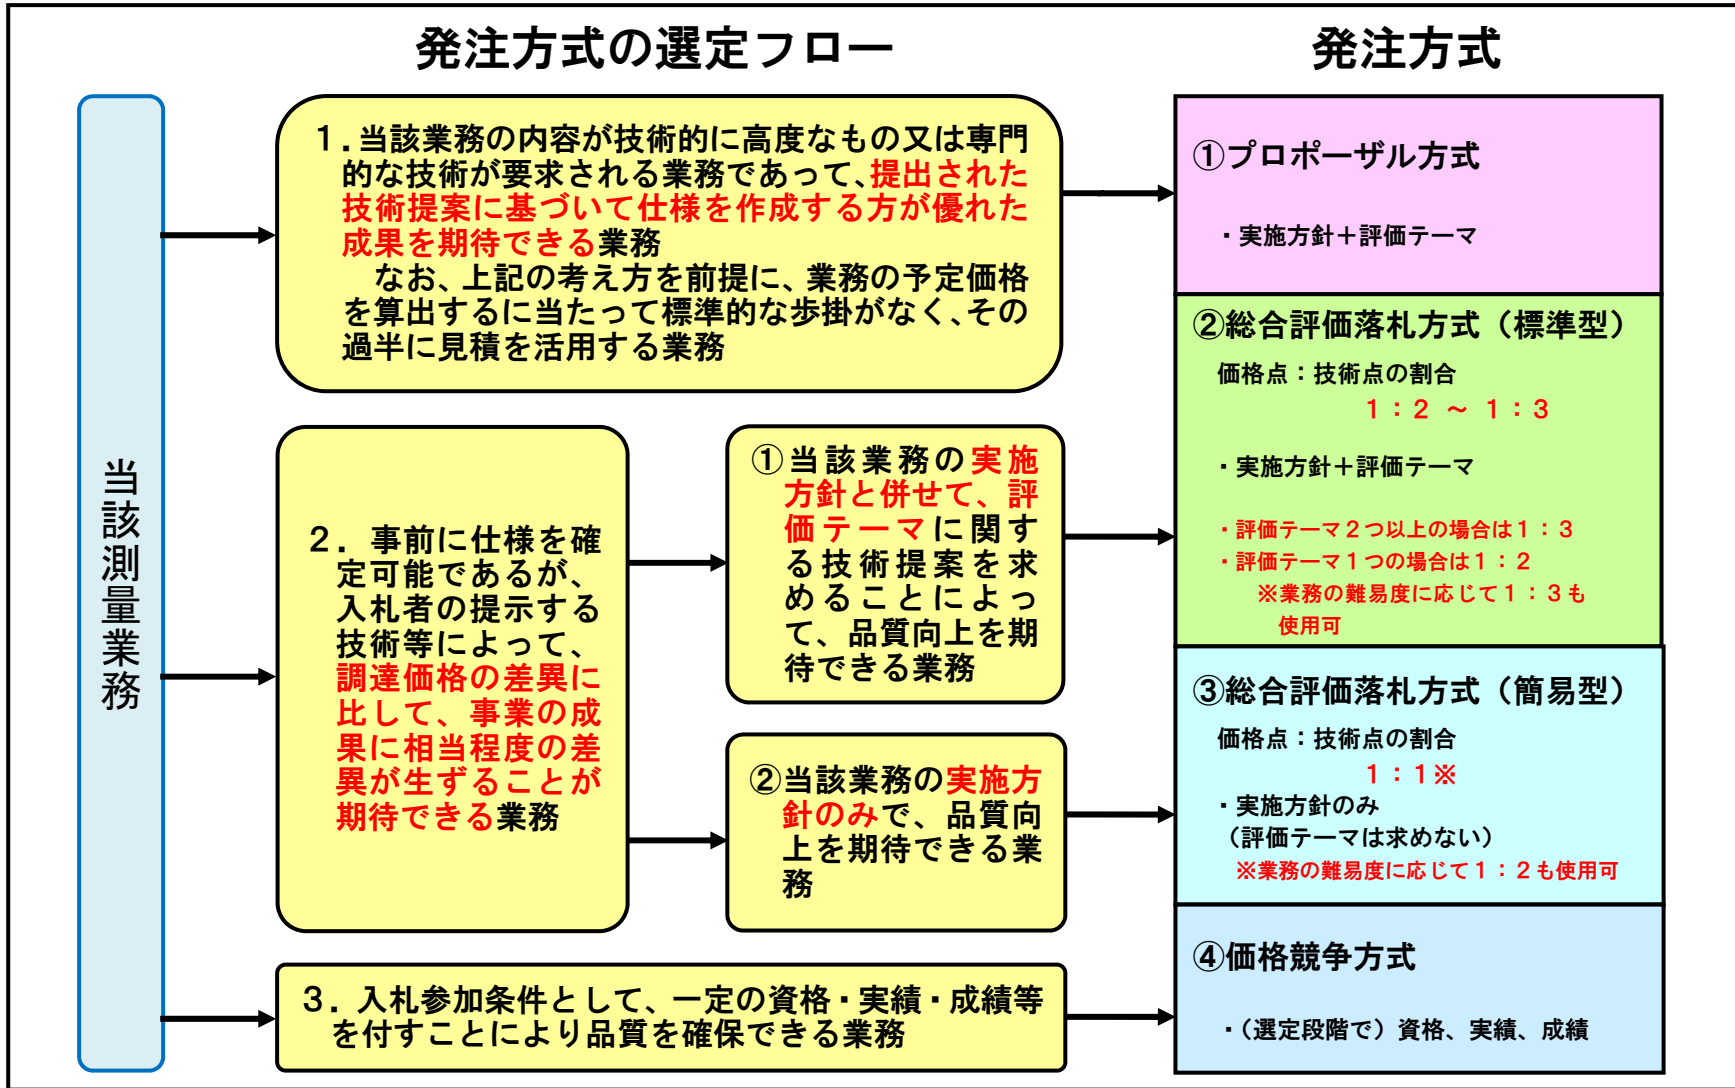 発注方式の選定フロー
発注方式
当該測量業務
１．当該業務の内容が技術的に高度なもの又は専門
的な技術が要求される業務であって、提出された
技術提案に基づいて仕様を作成する方が優れた
成果を期待できる業務
なお、上記の考え方を前提に、業務の予定価格
を算出するに当たって標準的な歩掛がなく、その
過半に見積を活用する業務
２．事前に仕様を確
定可能であるが、
入札者の提示する
技術等によって、
調達価格の差異に
比して、事業の成
果に相当程度の差
異が生ずることが
期待できる業務
①当該業務の実施
方針と併せて、評
価テーマに関す
る技術提案を求
めることによっ
て、品質向上を期
待できる業務
②当該業務の実施方
針のみで、品質向
上を期待できる業
務
３．入札参加条件として、一定の資格・実績・成績等
を付すことにより品質を確保できる業務
①プロポーザル方式
・実施方針＋評価テーマ
②総合評価落札方式（標準型）
価格点：技術点の割合
１：２ ～ １：３
・実施方針＋評価テーマ
・評価テーマ２つ以上の場合は１：３
・評価テーマ１つの場合は１：２
※業務の難易度に応じて１：３も
使用可
③総合評価落札方式（簡易型）
価格点：技術点の割合
１：１※
・実施方針のみ
（評価テーマは求めない）
※業務の難易度に応じて１：２も使用可
④価格競争方式
・（選定段階で）資格、実績、成績